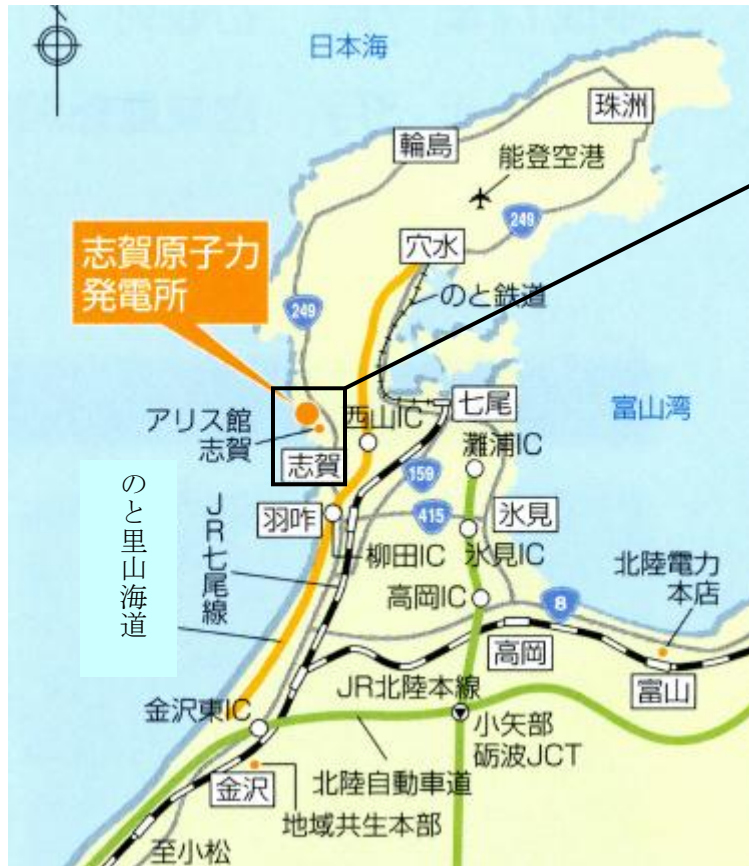 日本海
珠洲
輪島
能登空港
249
穴水
志賀原子力
発電所
のと鉄道
249
アリス館
志賀
西山IC
七尾
富山湾
灘浦IC
志賀
159
のと里山海道
JR七尾線
羽咋
415
氷見
柳田IC
氷見IC
北陸電力
本店
高岡IC
8
高岡
JR北陸本線
富山
金沢東IC
小矢部
砺波JCT
北陸自動車道
金沢
地域共生本部
至小松